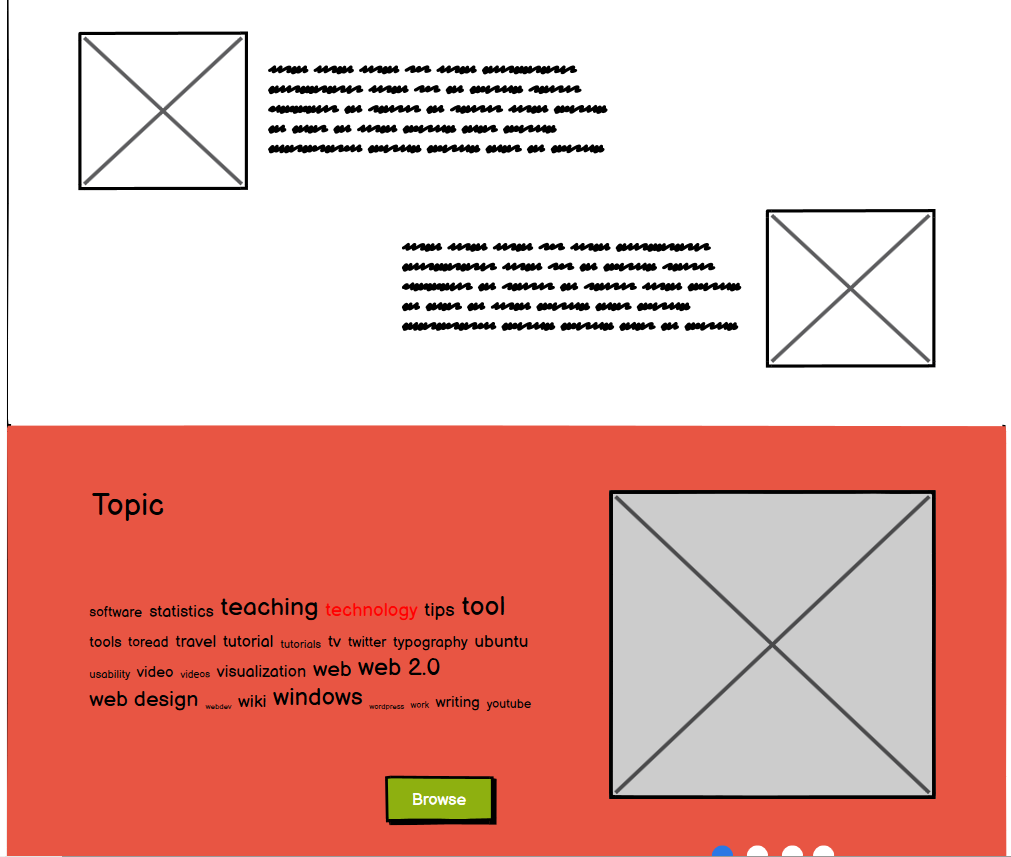 Topic
software statistics teaching technology tips tool
tools toread travel tutorial tutorials tv twitter typography ubuntu
usability video videos visualization web web 2.0
web design webdev wiki windows wordpress work writing youtube
Browse